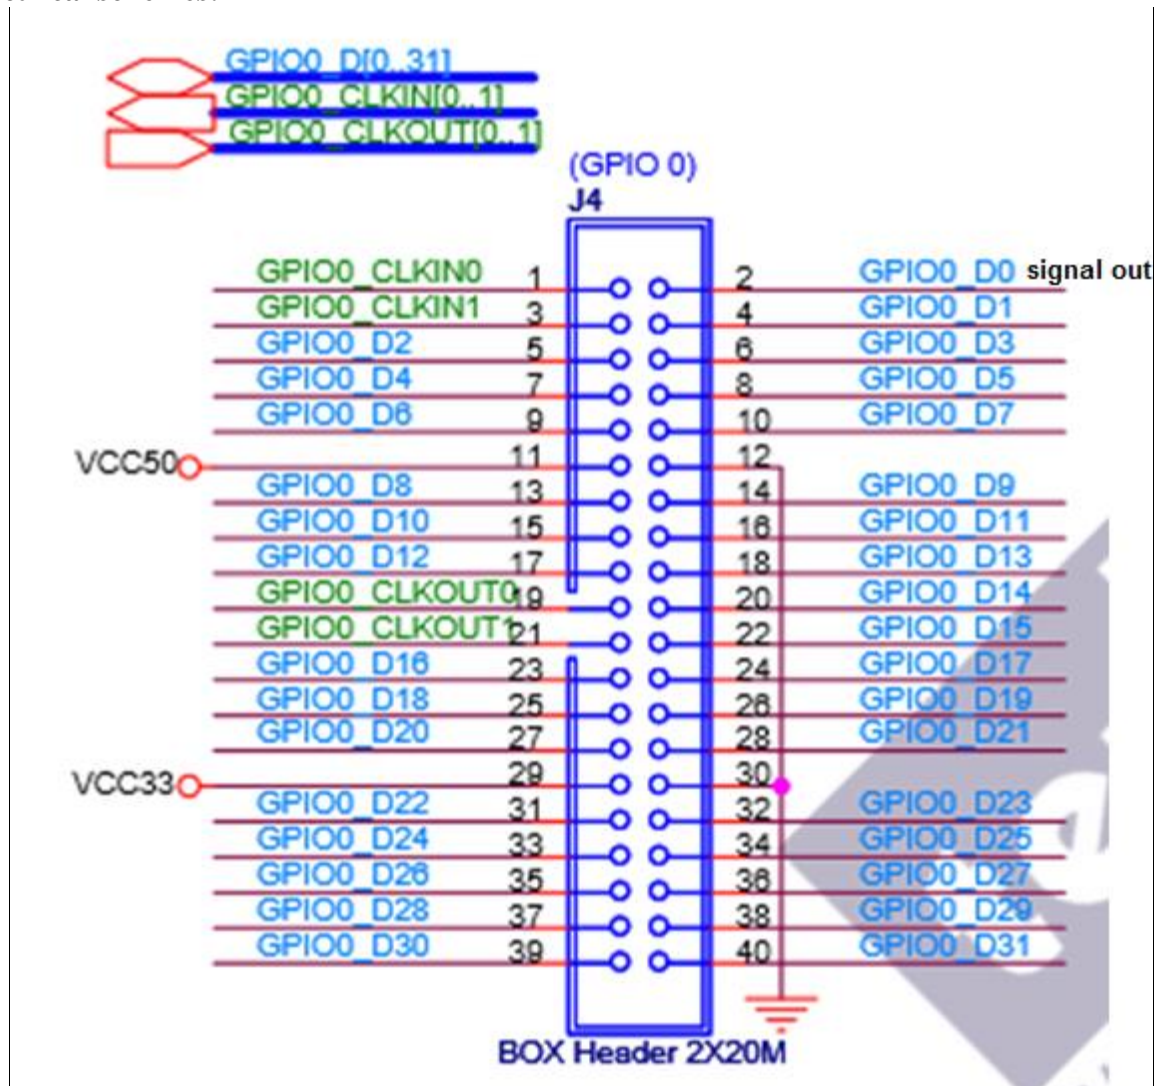 GPIO0_D[0..31]
GPIO0_CLKIN[0..1]
GPIO0_CLKOUT[0..1]
(GPIO 0)
J4
GPIO0_CLKIN0 1 2 GPIO0_D0 signal out
GPIO0_CLKIN1 3 4 GPIO0_D1
GPIO0_D2 5 6 GPIO0_D3
GPIO0_D4 7 8 GPIO0_D5
GPIO0_D6 9 10 GPIO0_D7
VCC50 11 12
GPIO0_D8 13 14 GPIO0_D9
GPIO0_D10 15 16 GPIO0_D11
GPIO0_D12 17 18 GPIO0_D13
GPIO0_CLKOUT0 19 20 GPIO0_D14
GPIO0_CLKOUT1 21 22 GPIO0_D15
GPIO0_D16 23 24 GPIO0_D17
GPIO0_D18 25 26 GPIO0_D19
GPIO0_D20 27 28 GPIO0_D21
VCC33 29 30
GPIO0_D22 31 32 GPIO0_D23
GPIO0_D24 33 34 GPIO0_D25
GPIO0_D26 35 36 GPIO0_D27
GPIO0_D28 37 38 GPIO0_D29
GPIO0_D30 39 40 GPIO0_D31
BOX Header 2X20M